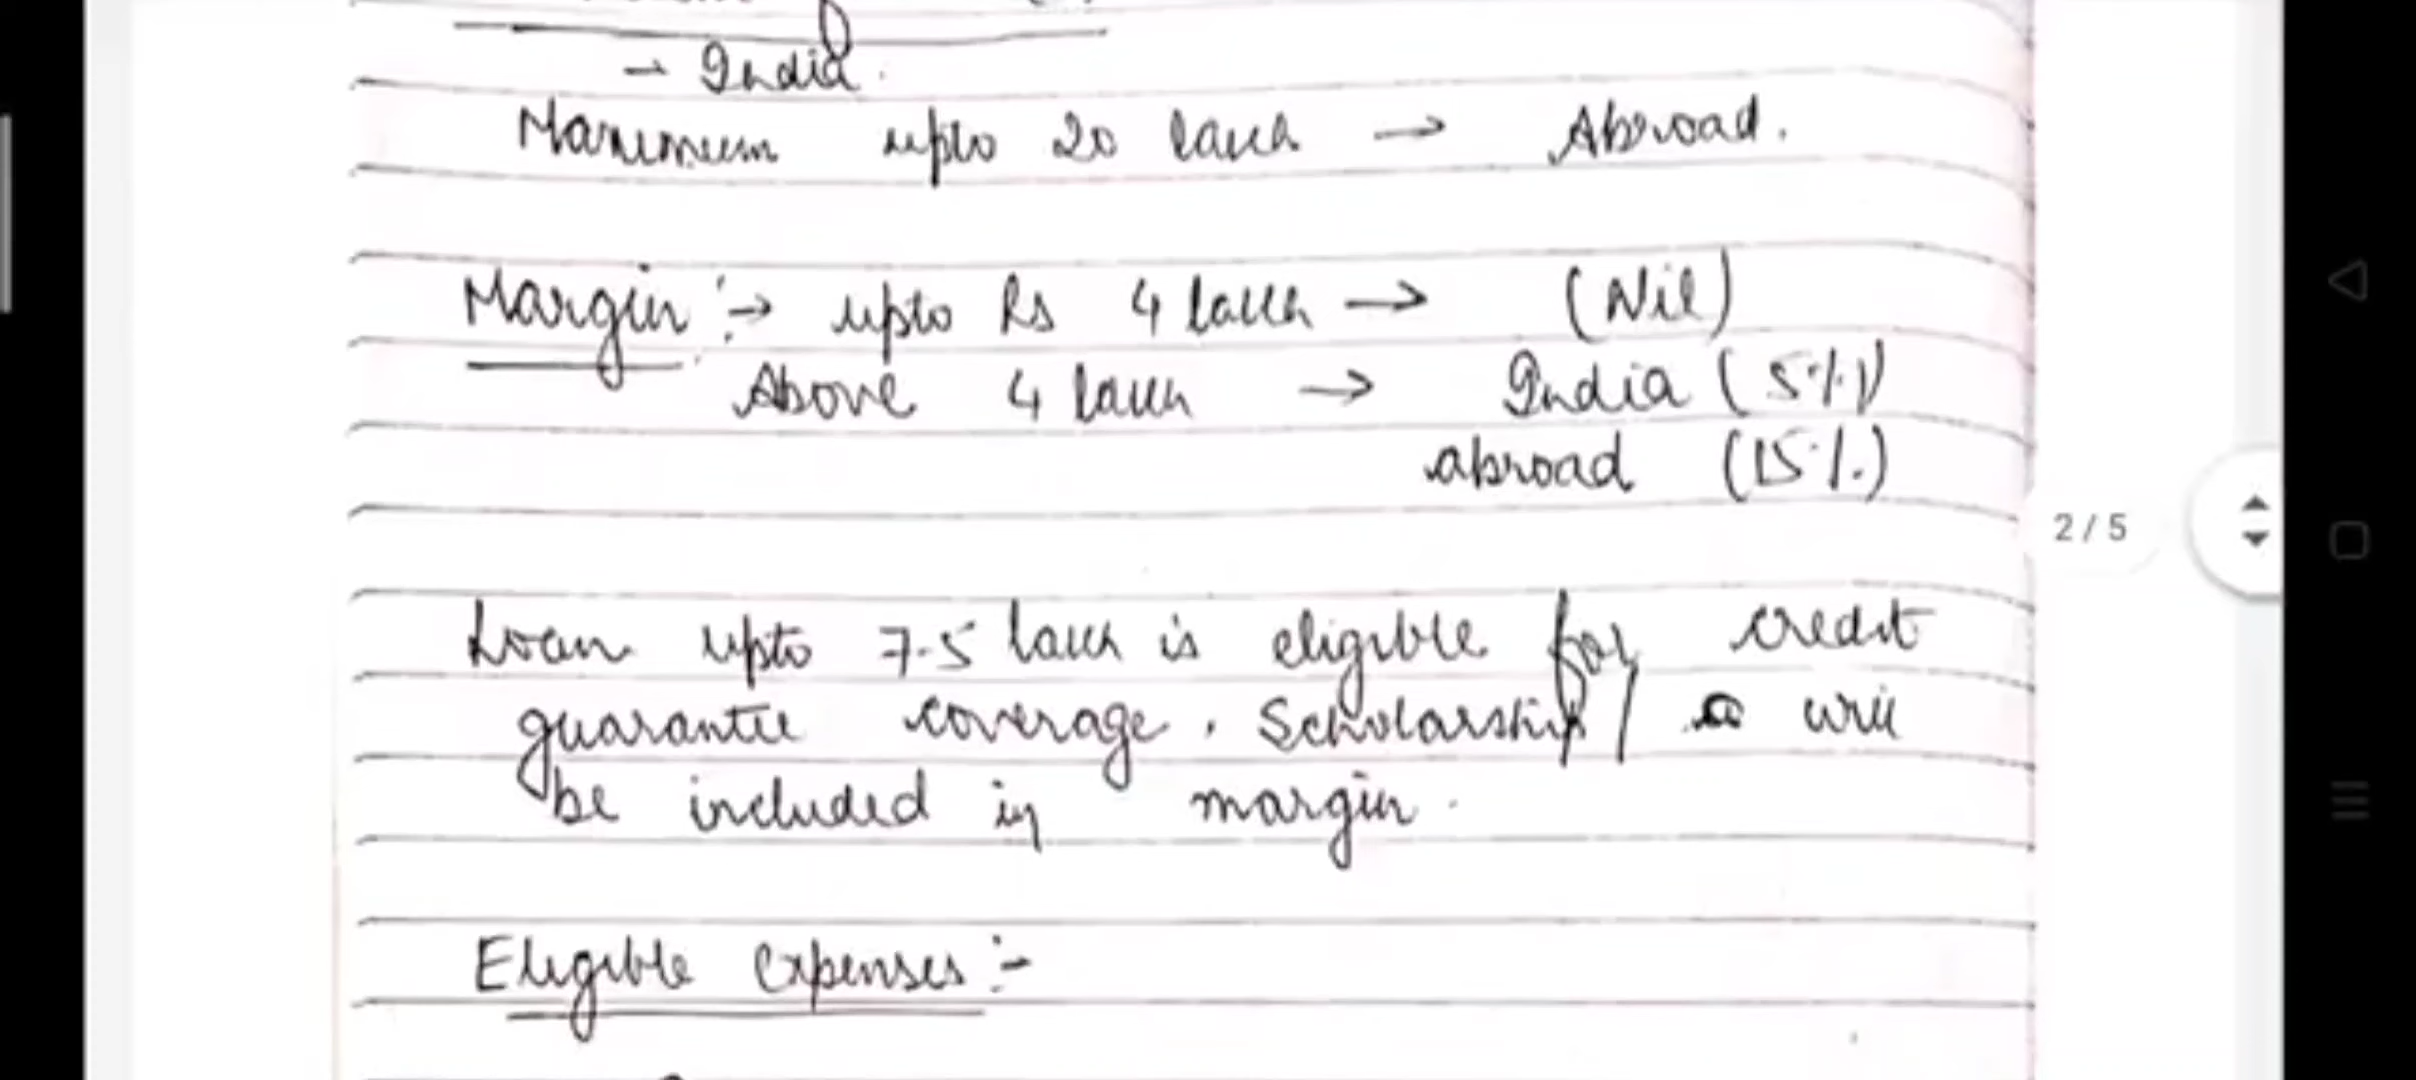 - India.
Maximum upto 20 lakh → Abroad.
Margin :→ upto Rs 4 lakh → (Nil)
Above 4 lakh → India (5%)
abroad (15%)
2 / 5
Loan upto 7.5 lakh is eligible for credit
guarantee coverage. Scholarship / will
be included in margin.
Eligible expenses :-